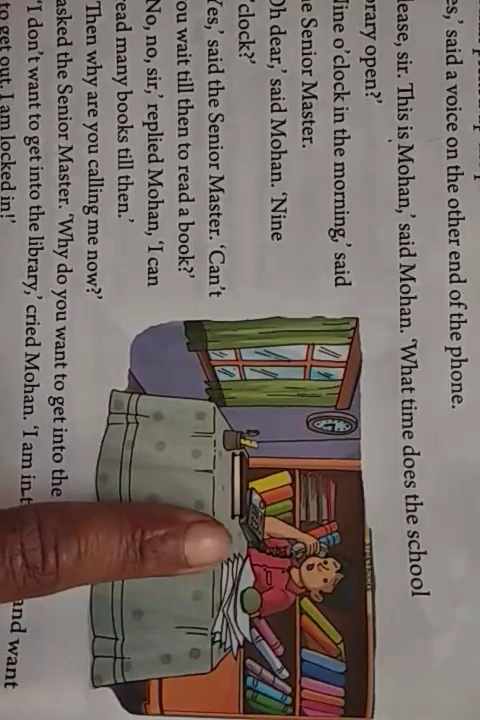 es,' said a voice on the other end of the phone.
lease, sir. This is Mohan,' said Mohan. 'What time does the school
rary open?'
Nine o'clock in the morning,' said
e Senior Master.
Oh dear,' said Mohan. 'Nine
'clock?'
Yes,' said the Senior Master. 'Can't
ou wait till then to read a book?'
No, no, sir,' replied Mohan, 'I can
read many books till then.'
Then why are you calling me now?'
asked the Senior Master. 'Why do you want to get into the
'I don't want to get into the library,' cried Mohan. 'I am in
and want
to get out. I am locked in!'